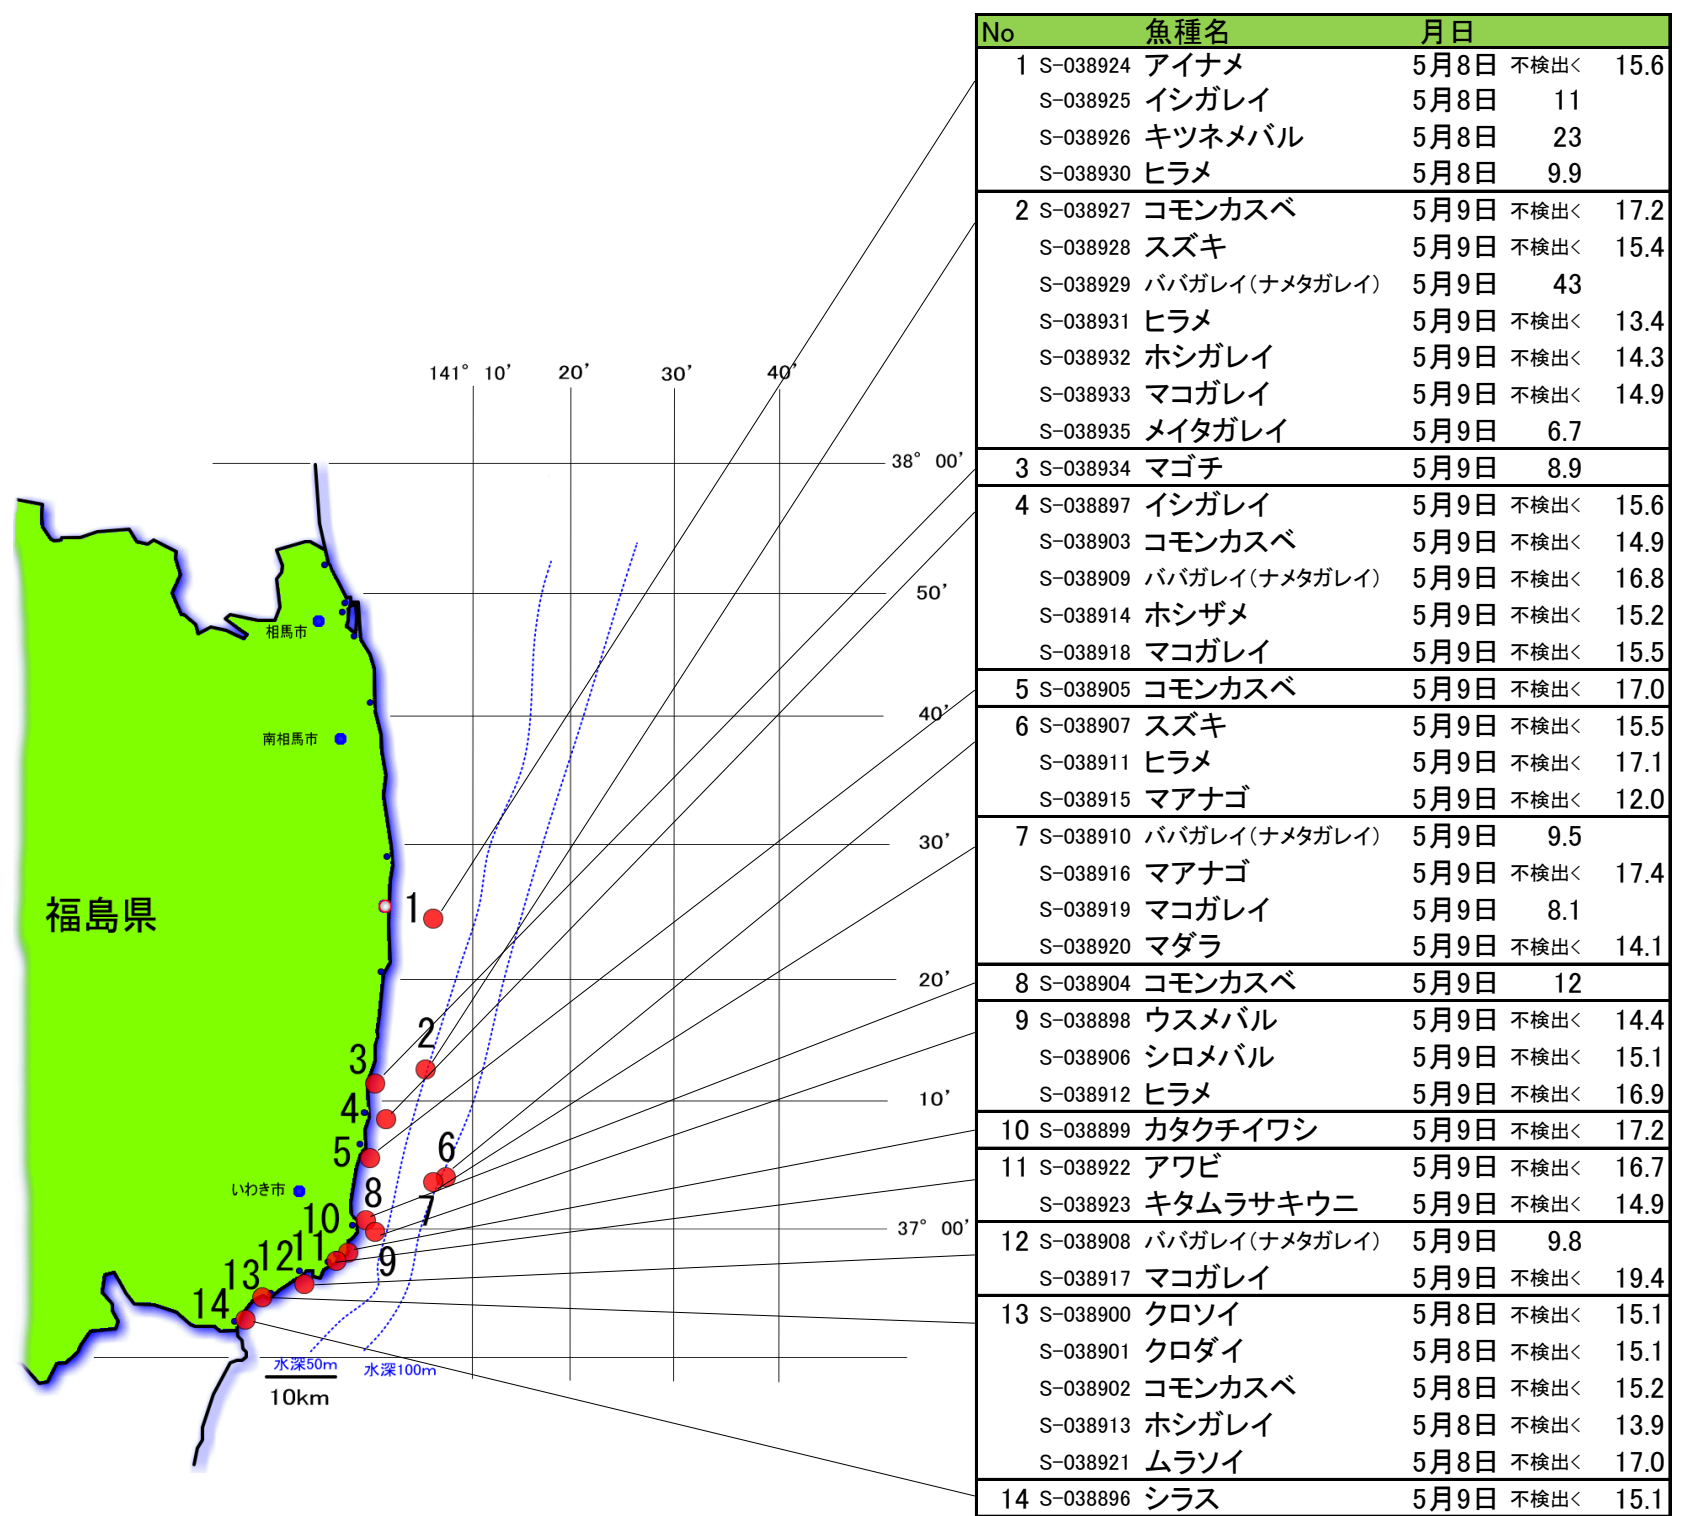 No 魚種名 月日
1 S-038924 アイナメ 5月8日 不検出< 15.6
S-038925 イシガレイ 5月8日 11
S-038926 キツネメバル 5月8日 23
S-038930 ヒラメ 5月8日 9.9
2 S-038927 コモンカスベ 5月9日 不検出< 17.2
S-038928 スズキ 5月9日 不検出< 15.4
S-038929 ババガレイ(ナメタガレイ) 5月9日 43
S-038931 ヒラメ 5月9日 不検出< 13.4
S-038932 ホシガレイ 5月9日 不検出< 14.3
S-038933 マコガレイ 5月9日 不検出< 14.9
S-038935 メイタガレイ 5月9日 6.7
3 S-038934 マゴチ 5月9日 8.9
4 S-038897 イシガレイ 5月9日 不検出< 15.6
S-038903 コモンカスベ 5月9日 不検出< 14.9
S-038909 ババガレイ(ナメタガレイ) 5月9日 不検出< 16.8
S-038914 ホシザメ 5月9日 不検出< 15.2
S-038918 マコガレイ 5月9日 不検出< 15.5
5 S-038905 コモンカスベ 5月9日 不検出< 17.0
6 S-038907 スズキ 5月9日 不検出< 15.5
S-038911 ヒラメ 5月9日 不検出< 17.1
S-038915 マアナゴ 5月9日 不検出< 12.0
7 S-038910 ババガレイ(ナメタガレイ) 5月9日 9.5
S-038916 マアナゴ 5月9日 不検出< 17.4
S-038919 マコガレイ 5月9日 8.1
S-038920 マダラ 5月9日 不検出< 14.1
8 S-038904 コモンカスベ 5月9日 12
9 S-038898 ウスメバル 5月9日 不検出< 14.4
S-038906 シロメバル 5月9日 不検出< 15.1
S-038912 ヒラメ 5月9日 不検出< 16.9
10 S-038899 カタクチイワシ 5月9日 不検出< 17.2
11 S-038922 アワビ 5月9日 不検出< 16.7
S-038923 キタムラサキウニ 5月9日 不検出< 14.9
12 S-038908 ババガレイ(ナメタガレイ) 5月9日 9.8
S-038917 マコガレイ 5月9日 不検出< 19.4
13 S-038900 クロソイ 5月8日 不検出< 15.1
S-038901 クロダイ 5月8日 不検出< 15.1
S-038902 コモンカスベ 5月8日 不検出< 15.2
S-038913 ホシガレイ 5月8日 不検出< 13.9
S-038921 ムラソイ 5月8日 不検出< 17.0
14 S-038896 シラス 5月9日 不検出< 15.1
141° 10' 20' 30' 40'
38° 00'
50'
相馬市
40'
南相馬市
30'
福島県
1
20'
2
3
10'
4
5
6
いわき市
8
7
10
37° 00'
11
12
9
13
14
水深50m
水深100m
10km